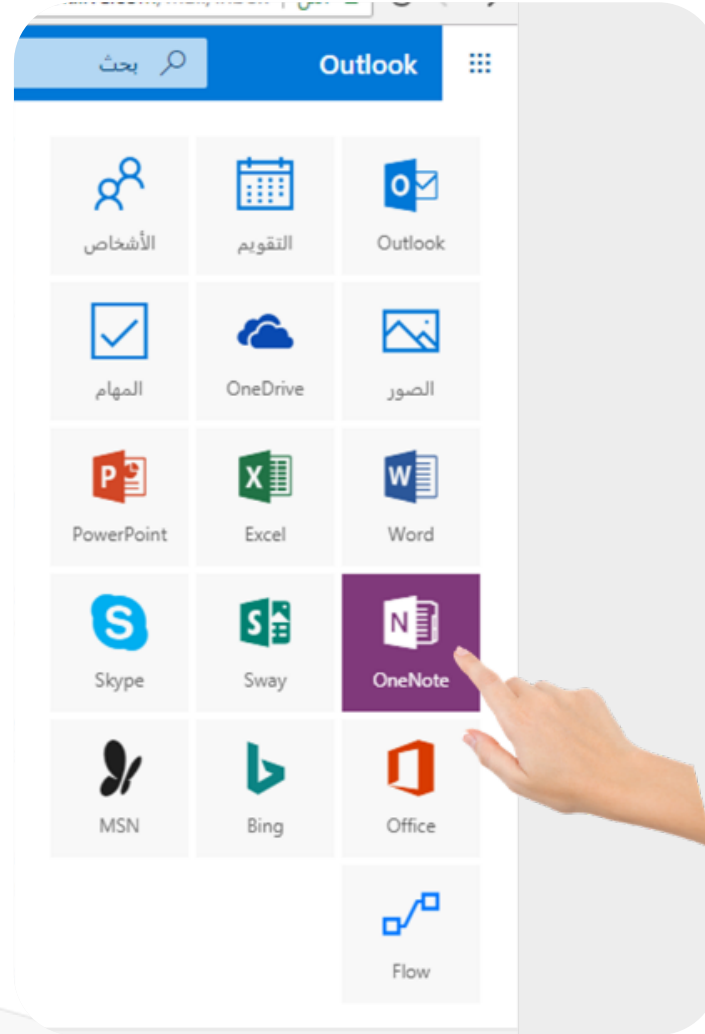 Outlook بحث
Outlook التقويم الأشخاص
الصور OneDrive المهام
Word Excel PowerPoint
OneNote Sway Skype
Office Bing MSN
Flow